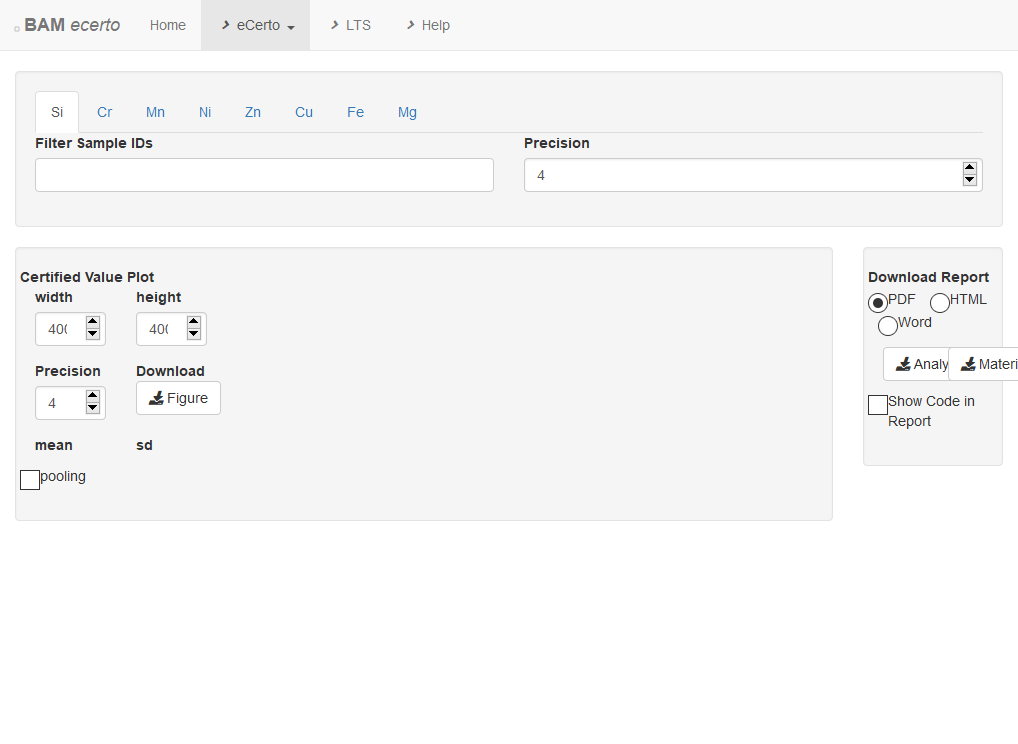 BAM ecerto Home eCerto LTS Help
Si Cr Mn Ni Zn Cu Fe Mg
Filter Sample IDs Precision
4
Certified Value Plot Download Report
width height PDF HTML
Word
400 400
Precision Download
Analy Materi
4 Figure
Show Code in
Report
mean sd
pooling